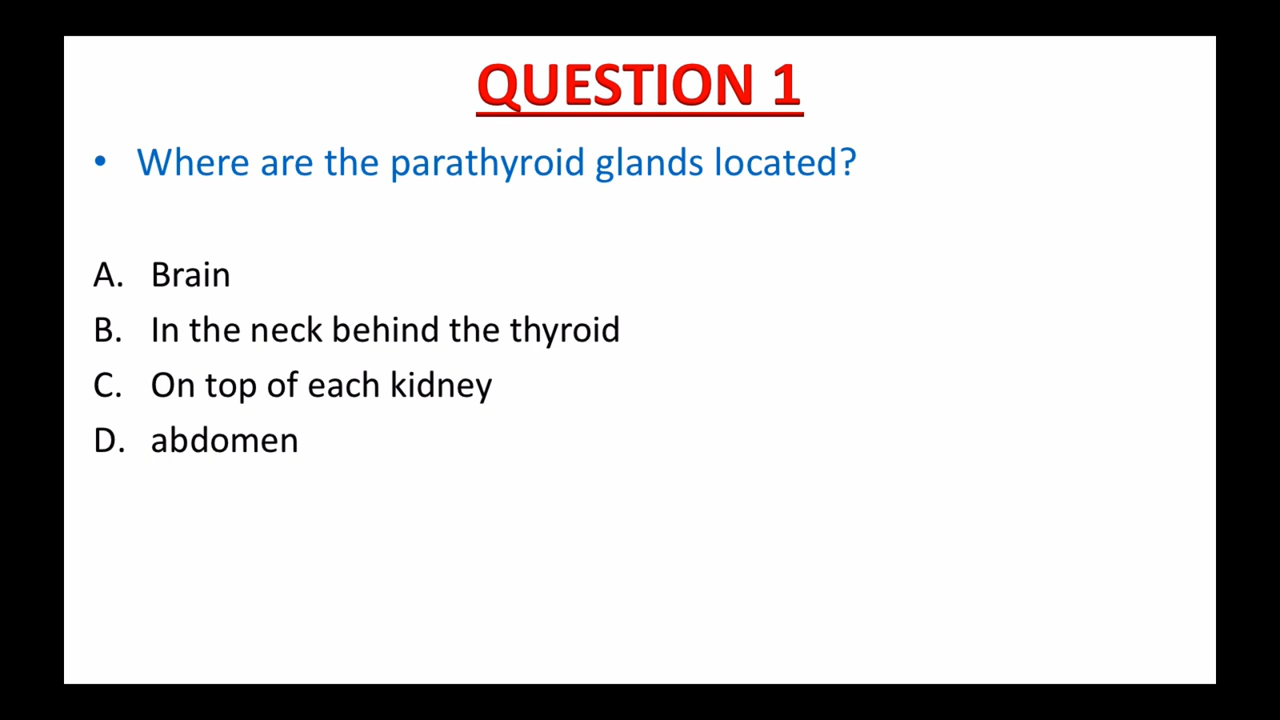 QUESTION 1
• Where are the parathyroid glands located?
A. Brain
B. In the neck behind the thyroid
C. On top of each kidney
D. abdomen